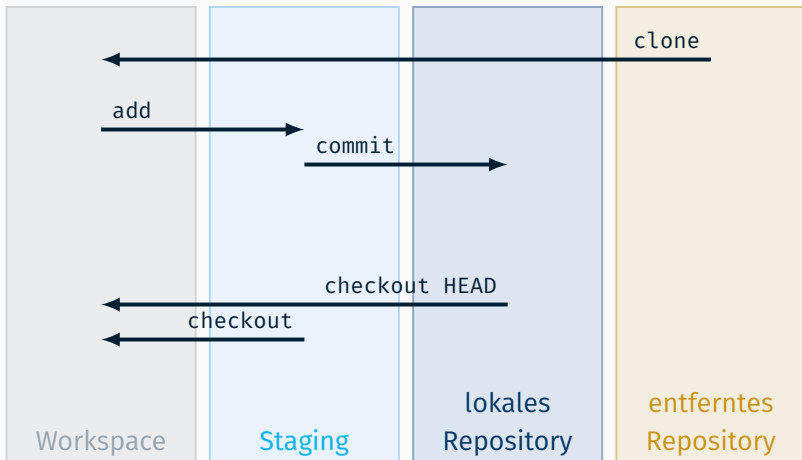 clone
add
commit
checkout HEAD
checkout
Workspace
Staging
lokales
Repository
entferntes
Repository